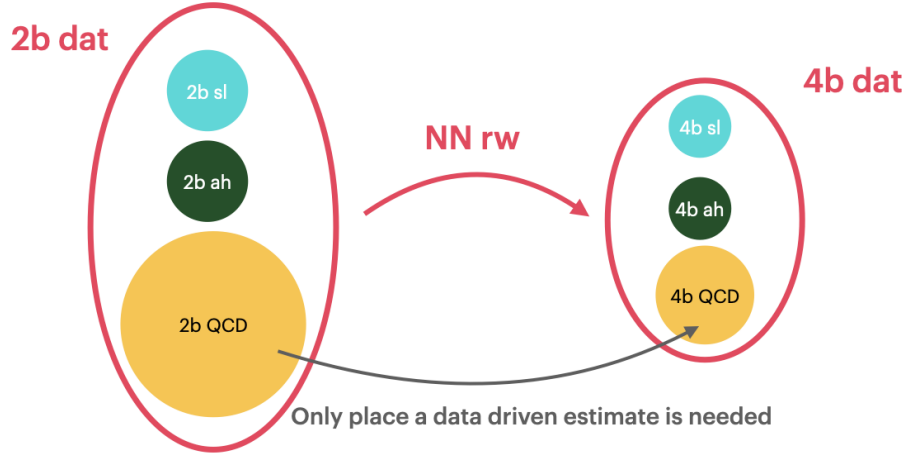 2b dat
2b sl
2b ah
2b QCD
NN rw
4b dat
4b sl
4b ah
4b QCD
Only place a data driven estimate is needed